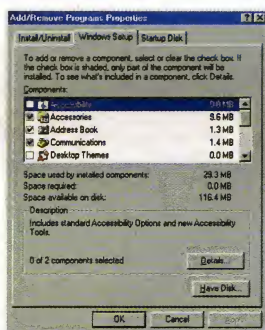 Add/Remove Programs Properties
Install/Uninstall Windows Setup Startup Disk
To add or remove a component, select or clear the check box. If
the check box is shaded, only part of the component will be
installed. To see what's included in a component, click Details.
Components:
Accessibility 0.0 MB
Accessories 9.6 MB
Address Book 1.3 MB
Communications 1.4 MB
Desktop Themes 0.0 MB
Space used by installed components: 29.3 MB
Space required: 0.0 MB
Space available on disk: 116.4 MB
Description
Includes standard Accessibility Options and new Accessibility
Tools.
0 of 2 components selected
Details...
Have Disk...
OK Cancel